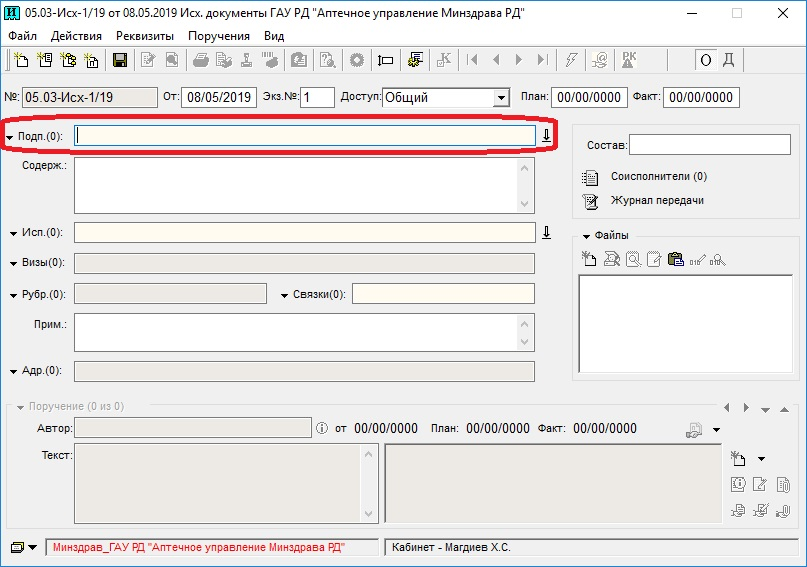 05.03-Исх-1/19 от 08.05.2019 Исх. документы ГАУ РД "Аптечное управление Минздрава РД"
Файл Действия Реквизиты Поручения Вид
РК О Д
№: 05.03-Исх-1/19 От: 08/05/2019 Экз.№: 1 Доступ: Общий План: 00/00/0000 Факт: 00/00/0000
Подп.(0):
Состав:
Содерж.:
Соисполнители (0)
Журнал передачи
Исп.(0):
Файлы
Визы(0):
Рубр.(0): Связки(0):
Прим.:
Адр.(0):
Поручение (0 из 0)
Автор: от 00/00/0000 План: 00/00/0000 Факт: 00/00/0000
Текст:
Минздрав_ГАУ РД "Аптечное управление Минздрава РД" Кабинет - Магдиев Х.С.